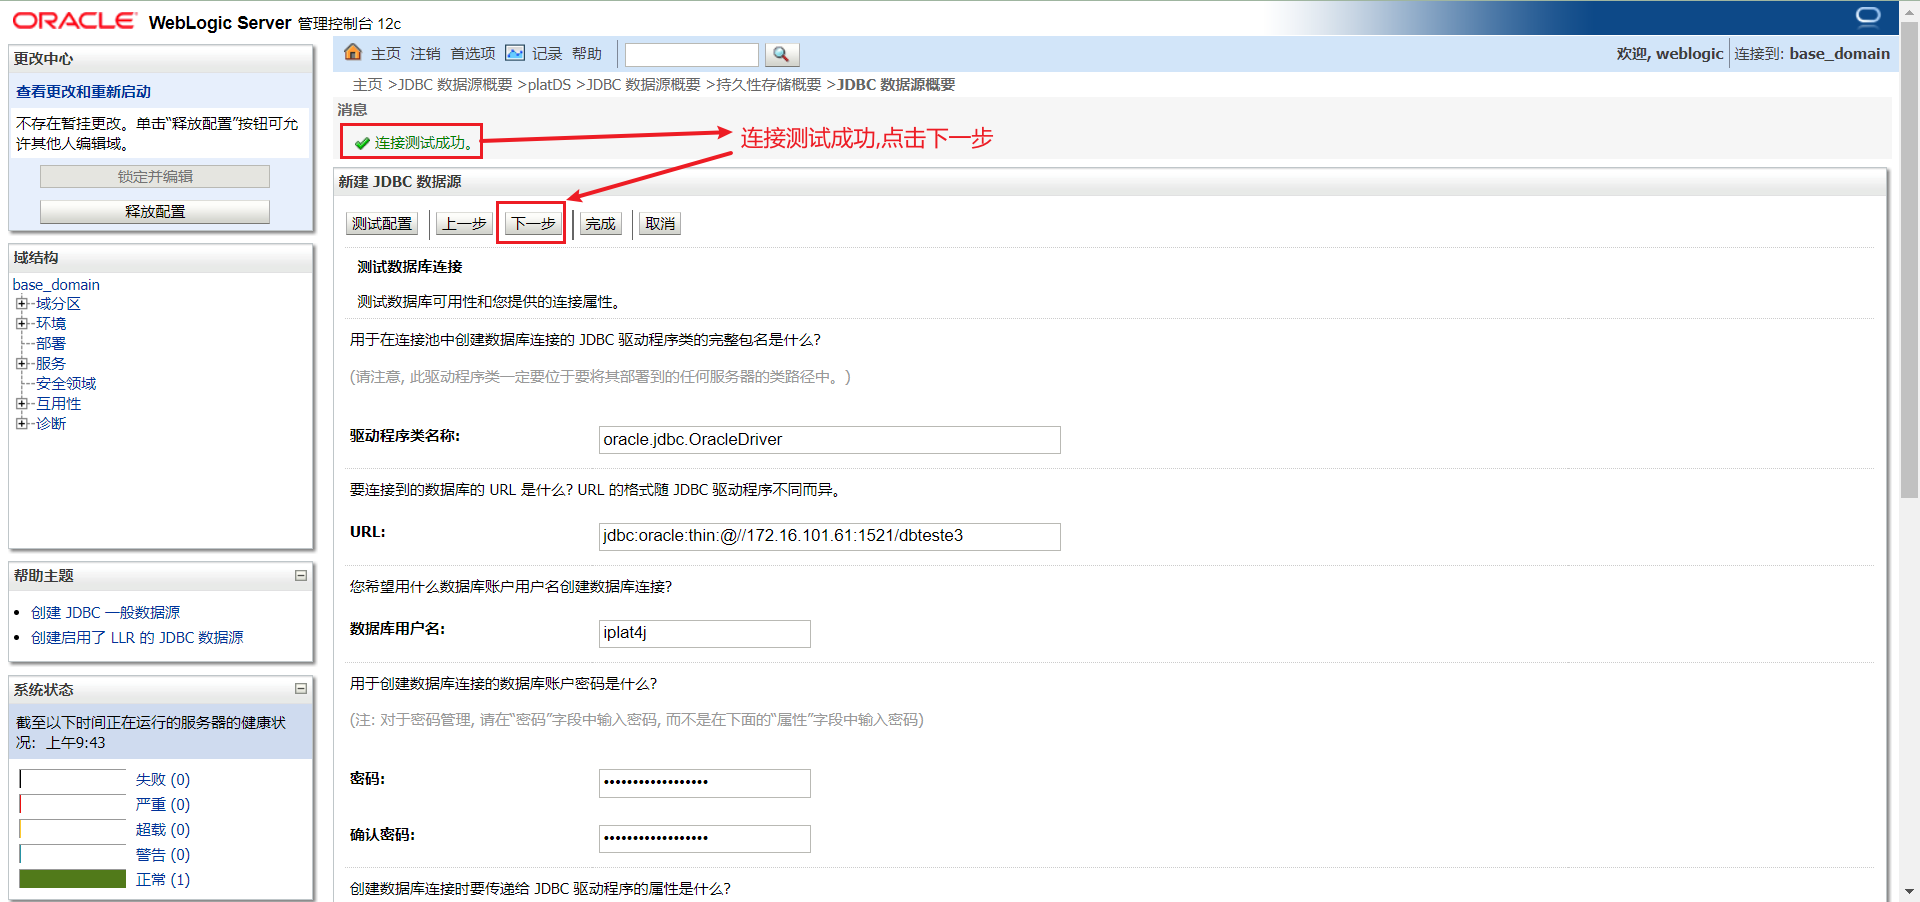 ORACLE WebLogic Server 管理控制台 12c
更改中心
查看更改和重新启动
不存在暂挂更改。单击“释放配置”按钮可允
许其他人编辑域。
锁定并编辑
释放配置
域结构
base_domain
域分区
环境
部署
服务
安全领域
互用性
诊断
帮助主题
创建 JDBC 一般数据源
创建启用了 LLR 的 JDBC 数据源
系统状态
截至以下时间正在运行的服务器的健康状
况: 上午9:43
失败 (0)
严重 (0)
超载 (0)
警告 (0)
正常 (1)
主页 注销 首选项 记录 帮助
欢迎, weblogic 连接到: base_domain
主页 >JDBC 数据源概要 >platDS >JDBC 数据源概要 >持久性存储概要 >JDBC 数据源概要
消息
连接测试成功。
连接测试成功,点击下一步
新建 JDBC 数据源
测试配置 上一步 下一步 完成 取消
测试数据库连接
测试数据库可用性和您提供的连接属性。
用于在连接池中创建数据库连接的 JDBC 驱动程序类的完整包名是什么?
(请注意, 此驱动程序类一定要位于要将其部署到的任何服务器的类路径中。)
驱动程序类名称: oracle.jdbc.OracleDriver
要连接到的数据库的 URL 是什么? URL 的格式随 JDBC 驱动程序不同而异。
URL: jdbc:oracle:thin:@//172.16.101.61:1521/dbteste3
您希望用什么数据库账户用户名创建数据库连接?
数据库用户名: iplat4j
用于创建数据库连接的数据库账户密码是什么?
(注: 对于密码管理, 请在“密码”字段中输入密码, 而不是在下面的“属性”字段中输入密码)
密码: ••••••••••••••••••
确认密码: ••••••••••••••••••
创建数据库连接时要传递给 JDBC 驱动程序的属性是什么?